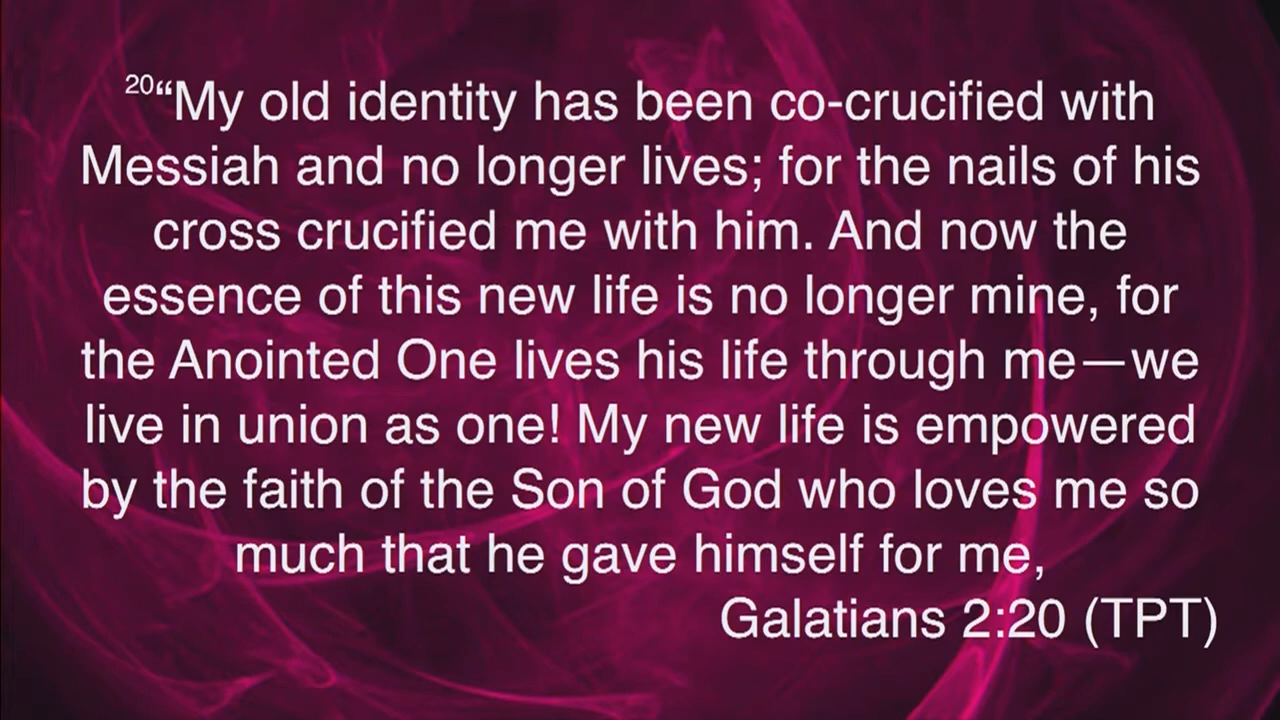 20“My old identity has been co-crucified with
Messiah and no longer lives; for the nails of his
cross crucified me with him. And now the
essence of this new life is no longer mine, for
the Anointed One lives his life through me—we
live in union as one! My new life is empowered
by the faith of the Son of God who loves me so
much that he gave himself for me,
Galatians 2:20 (TPT)